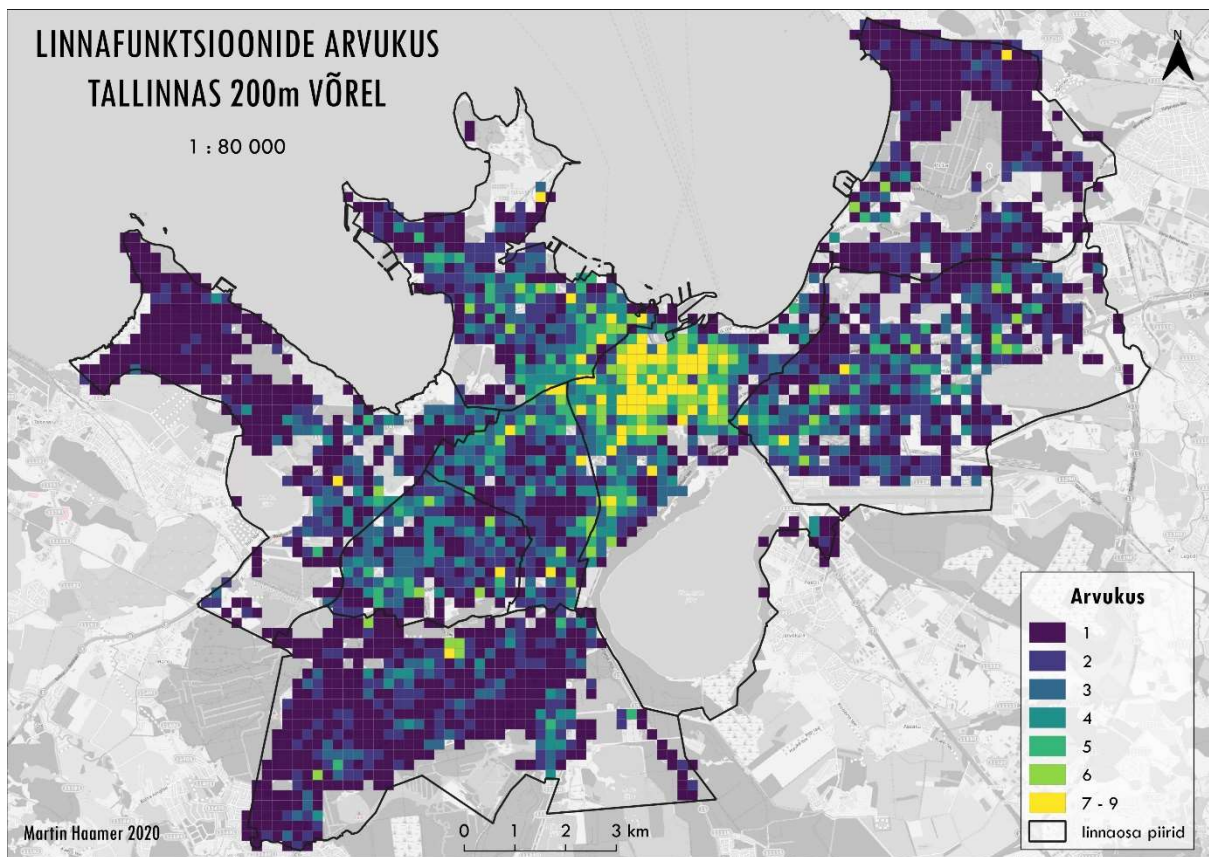 LINNAFUNKTSIOONIDE ARVUKUS
TALLINNAS 200m VÕREL
1 : 80 000
N
Arvukus
1
2
3
4
5
6
7 - 9
linnaosa piirid
Martin Haamer 2020
0 1 2 3 km